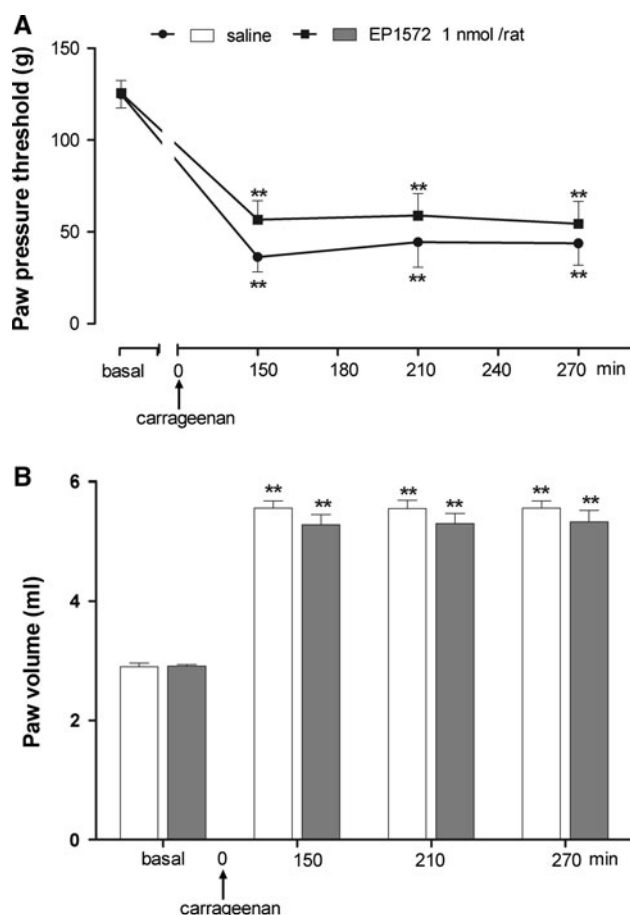 A
saline EP1572 1 nmol /rat
Paw pressure threshold (g)
150
100
50
0
** ** **
** ** **
basal 0 150 180 210 240 270 min
carrageenan
B
Paw volume (ml)
6
4
2
0
** ** ** ** ** **
basal 0 150 210 270 min
carrageenan